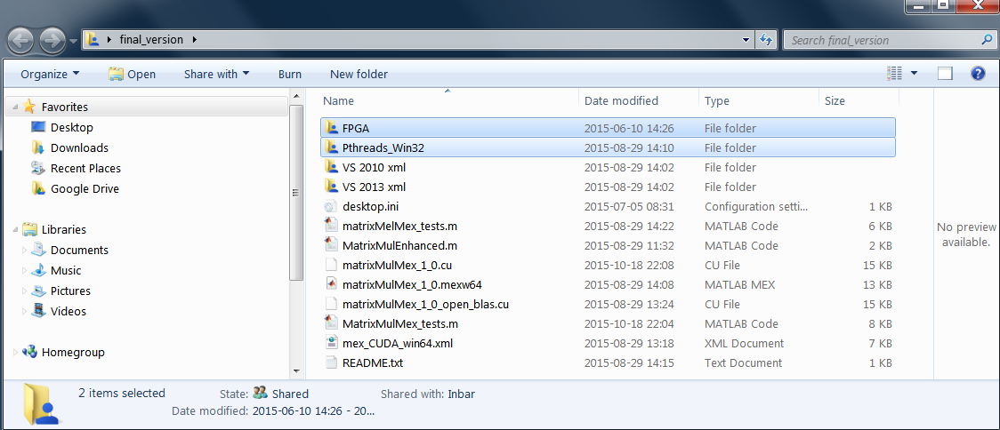 final_version
Search final_version
Organize Open Share with Burn New folder
Favorites
Desktop
Downloads
Recent Places
Google Drive
Libraries
Documents
Music
Pictures
Videos
Homegroup
Name Date modified Type Size
FPGA 2015-06-10 14:26 File folder
Pthreads_Win32 2015-08-29 14:10 File folder
VS 2010 xml 2015-08-29 14:02 File folder
VS 2013 xml 2015-08-29 14:02 File folder
desktop.ini 2015-07-05 08:31 Configuration setti... 1 KB
matrixMelMex_tests.m 2015-08-29 14:22 MATLAB Code 6 KB
MatrixMulEnhanced.m 2015-08-29 11:32 MATLAB Code 2 KB
matrixMulMex_1_0.cu 2015-10-18 22:08 CU File 15 KB
matrixMulMex_1_0.mexw64 2015-08-29 14:08 MATLAB MEX 13 KB
matrixMulMex_1_0_open_blas.cu 2015-08-29 13:24 CU File 15 KB
MatrixMulMex_tests.m 2015-10-18 22:04 MATLAB Code 8 KB
mex_CUDA_win64.xml 2015-08-29 13:18 XML Document 7 KB
README.txt 2015-08-29 14:15 Text Document 1 KB
No preview
available.
2 items selected State: Shared Shared with: Inbar
Date modified: 2015-06-10 14:26 - 20...